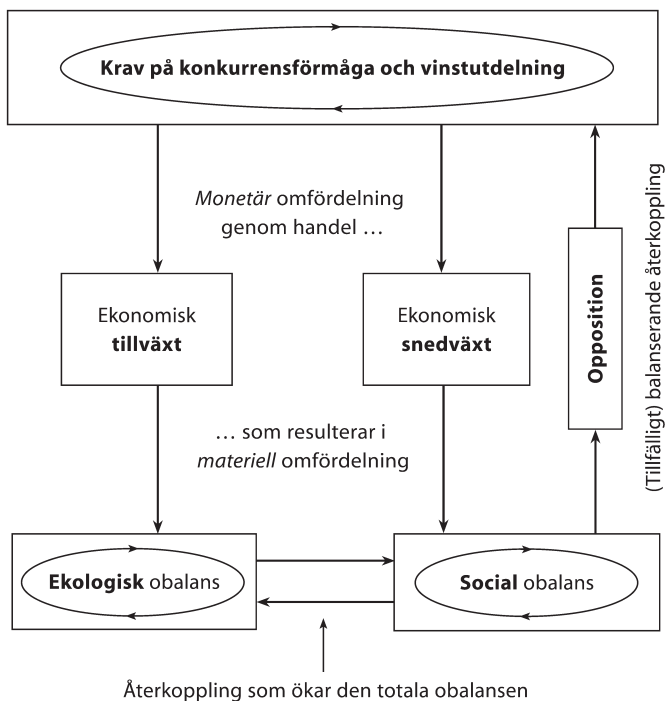 Krav på konkurrensförmåga och vinstutdelning
Monetär omfördelning
genom handel …
Ekonomisk
tillväxt
Ekonomisk
snedväxt
Opposition
(Tillfälligt) balanserande återkoppling
… som resulterar i
materiell omfördelning
Ekologisk obalans
Social obalans
Återkoppling som ökar den totala obalansen